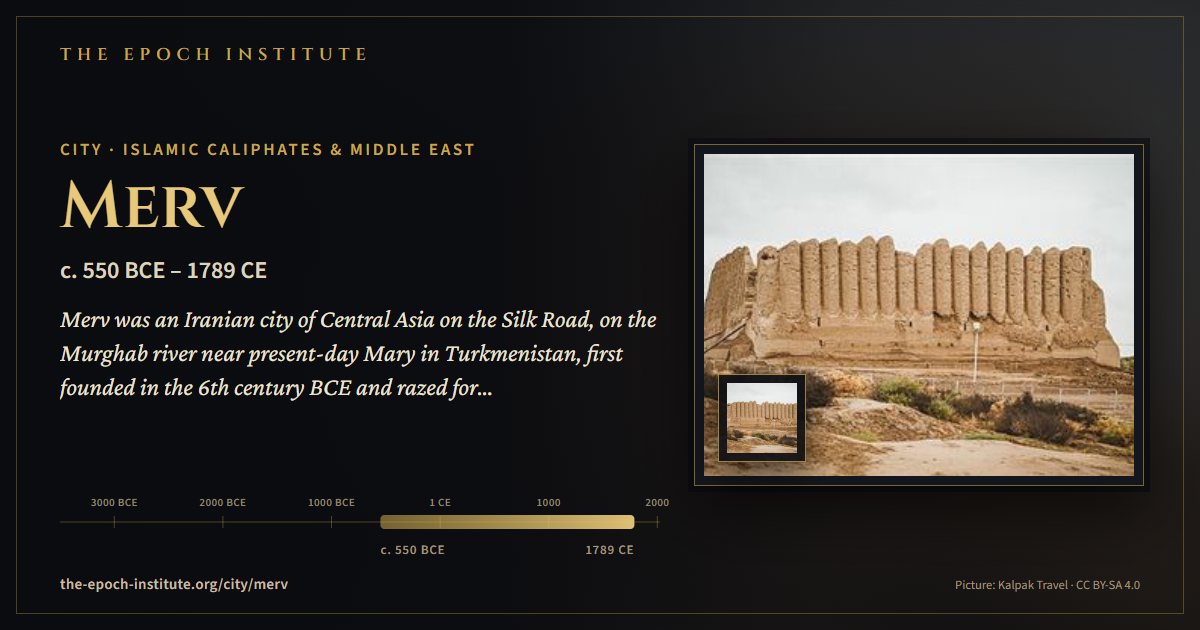 THE EPOCH INSTITUTE
CITY · ISLAMIC CALIPHATES & MIDDLE EAST
MERV
c. 550 BCE – 1789 CE
Merv was an Iranian city of Central Asia on the Silk Road, on the
Murghab river near present-day Mary in Turkmenistan, first
founded in the 6th century BCE and razed for...
3000 BCE 2000 BCE 1000 BCE 1 CE 1000 2000
c. 550 BCE 1789 CE
the-epoch-institute.org/city/merv
Picture: Kalpak Travel · CC BY-SA 4.0